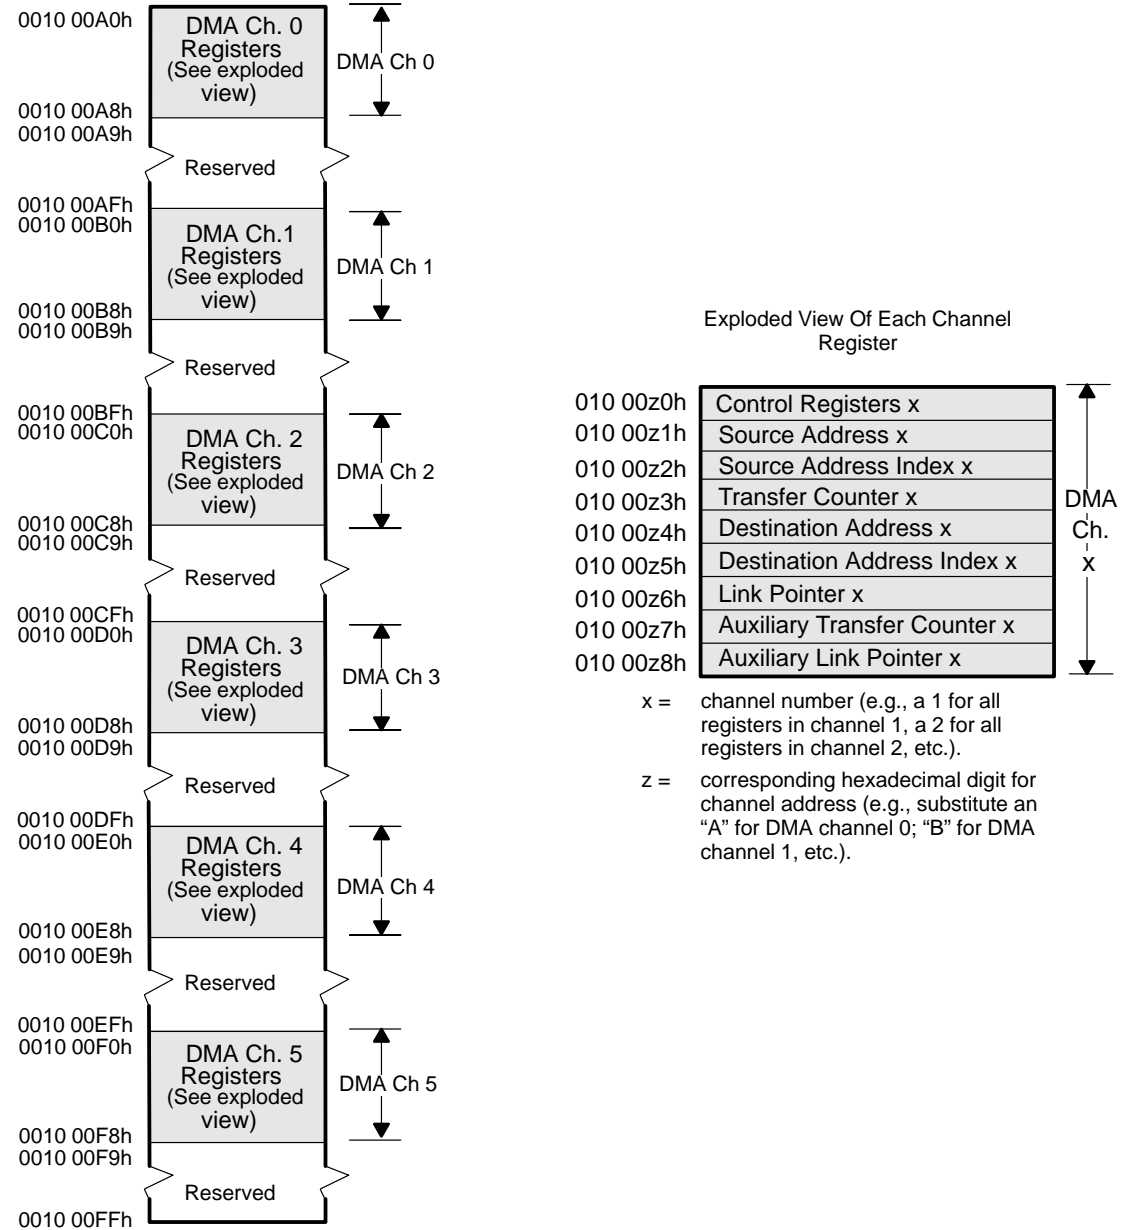 0010 00A0h
DMA Ch. 0
Registers
(See exploded
view)
DMA Ch 0
0010 00A8h
0010 00A9h
Reserved
0010 00AFh
0010 00B0h
DMA Ch.1
Registers
(See exploded
view)
DMA Ch 1
0010 00B8h
0010 00B9h
Reserved
0010 00BFh
0010 00C0h
DMA Ch. 2
Registers
(See exploded
view)
DMA Ch 2
0010 00C8h
0010 00C9h
Reserved
0010 00CFh
0010 00D0h
DMA Ch. 3
Registers
(See exploded
view)
DMA Ch 3
0010 00D8h
0010 00D9h
Reserved
0010 00DFh
0010 00E0h
DMA Ch. 4
Registers
(See exploded
view)
DMA Ch 4
0010 00E8h
0010 00E9h
Reserved
0010 00EFh
0010 00F0h
DMA Ch. 5
Registers
(See exploded
view)
DMA Ch 5
0010 00F8h
0010 00F9h
Reserved
0010 00FFh
Exploded View Of Each Channel
Register
010 00z0h Control Registers x
010 00z1h Source Address x
010 00z2h Source Address Index x
010 00z3h Transfer Counter x
010 00z4h Destination Address x
010 00z5h Destination Address Index x
010 00z6h Link Pointer x
010 00z7h Auxiliary Transfer Counter x
010 00z8h Auxiliary Link Pointer x
DMA
Ch.
x
x = channel number (e.g., a 1 for all
registers in channel 1, a 2 for all
registers in channel 2, etc.).
z = corresponding hexadecimal digit for
channel address (e.g., substitute an
“A” for DMA channel 0; “B” for DMA
channel 1, etc.).